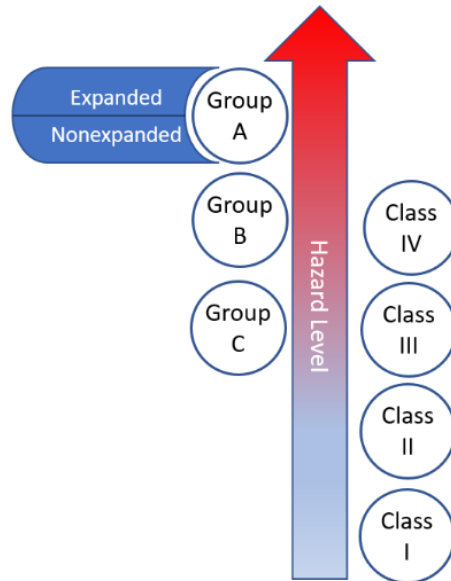 Expanded
Nonexpanded
Group
A
Group
B
Group
C
Hazard Level
Class
IV
Class
III
Class
II
Class
I